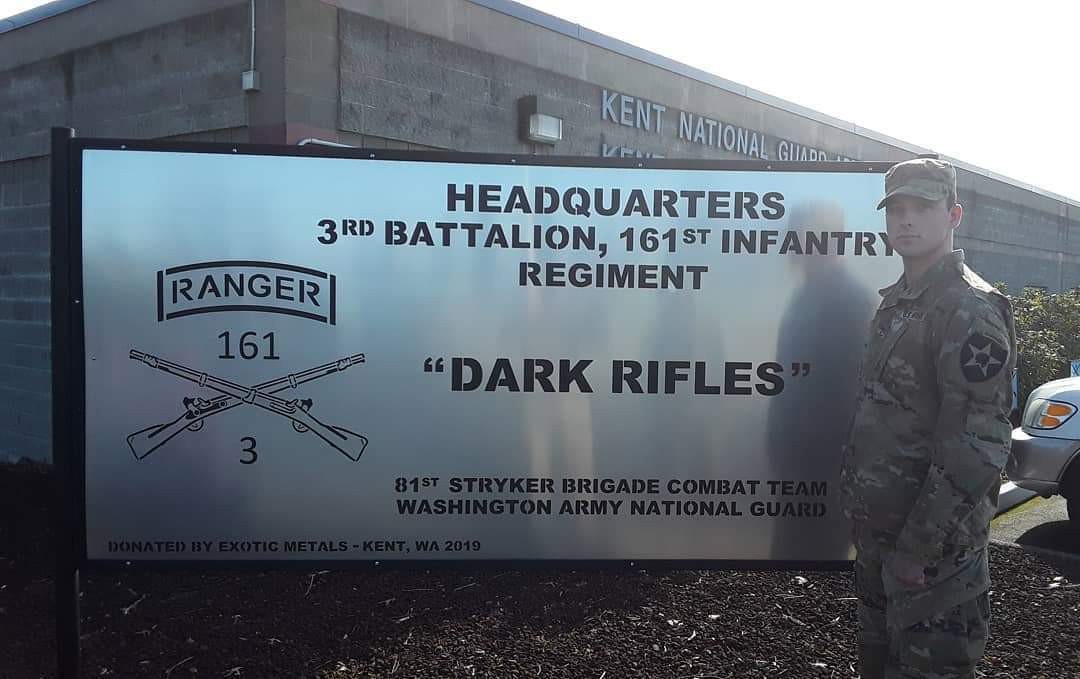 KENT NATIONAL GUARD
KENT
HEADQUARTERS
3RD BATTALION, 161ST INFANTRY
REGIMENT
RANGER
161
3
“DARK RIFLES”
81ST STRYKER BRIGADE COMBAT TEAM
WASHINGTON ARMY NATIONAL GUARD
DONATED BY EXOTIC METALS - KENT, WA 2019